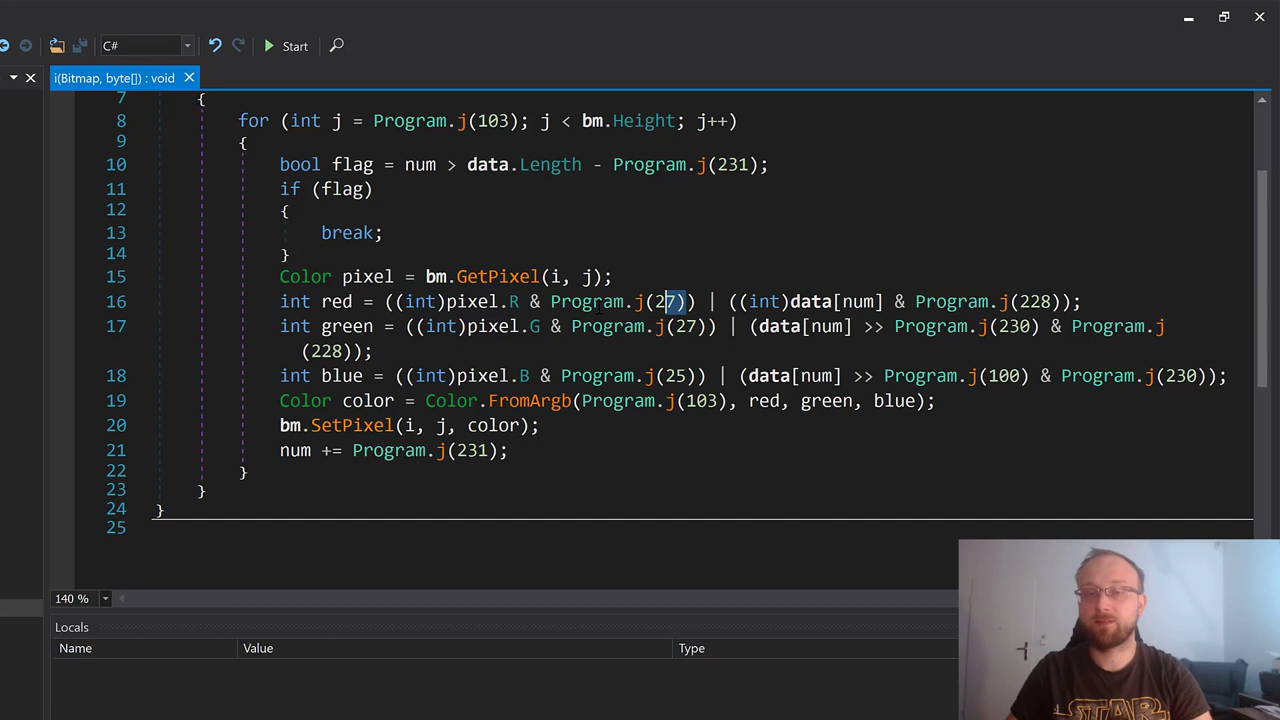 C#
Start
i(Bitmap, byte[]) : void
7 {
8 for (int j = Program.j(103); j < bm.Height; j++)
9 {
10 bool flag = num > data.Length - Program.j(231);
11 if (flag)
12 {
13 break;
14 }
15 Color pixel = bm.GetPixel(i, j);
16 int red = ((int)pixel.R & Program.j(27)) | ((int)data[num] & Program.j(228));
17 int green = ((int)pixel.G & Program.j(27)) | (data[num] >> Program.j(230) & Program.j
(228));
18 int blue = ((int)pixel.B & Program.j(25)) | (data[num] >> Program.j(100) & Program.j(230));
19 Color color = Color.FromArgb(Program.j(103), red, green, blue);
20 bm.SetPixel(i, j, color);
21 num += Program.j(231);
22 }
23 }
24 }
25
140 %
Locals
Name Value Type
STAR
WARS